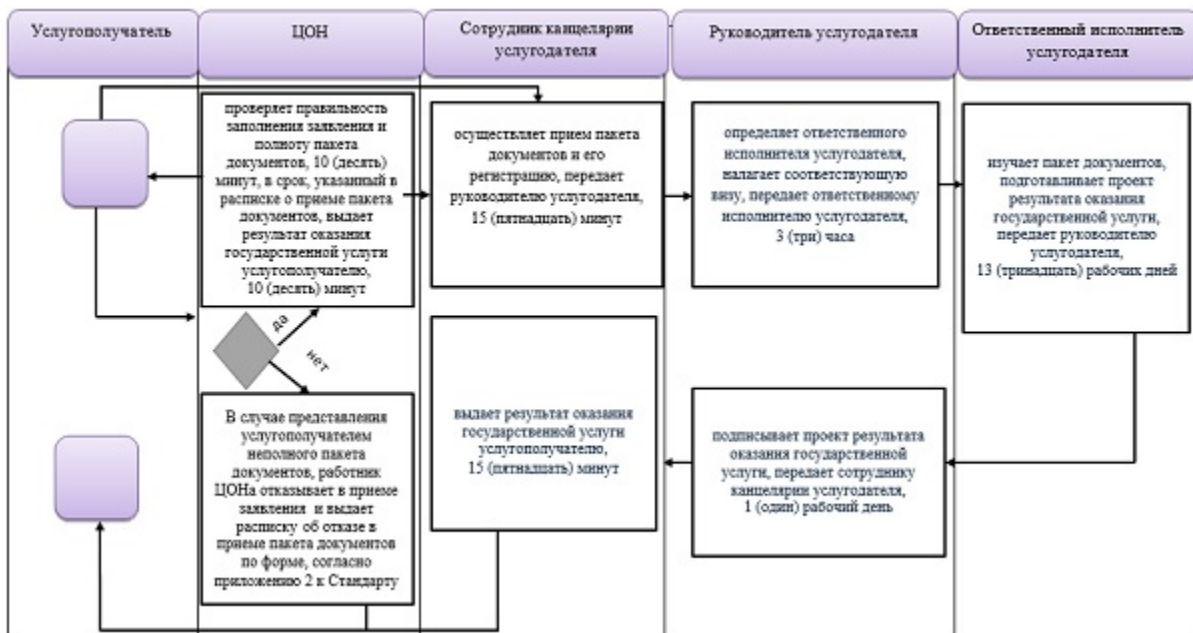 Услугополучатель
ЦОН
Сотрудник канцелярии
услугодателя
Руководитель услугодателя
Ответственный исполнитель
услугодателя
проверяет правильность
заполнения заявления и
полноту пакета
документов, 10 (десять)
минут, в срок, указанный в
расписке о приеме пакета
документов, выдает
результат оказания
государственной услуги
услугополучателю,
10 (десять) минут
осуществляет прием пакета
документов и его
регистрацию, передает
руководителю услугодателя,
15 (пятнадцать) минут
определяет ответственного
исполнителя услугодателя,
налагает соответствующую
визу, передает ответственному
исполнителю услугодателя,
3 (три) часа
изучает пакет документов,
подготавливает проект
результата оказания
государственной услуги,
передает руководителю
услугодателя,
13 (тринадцать) рабочих дней
да
нет
В случае представления
услугополучателем
неполного пакета
документов, работник
ЦОНа отказывает в приеме
заявления и выдает
расписку об отказе в
приеме пакета документов
по форме, согласно
приложению 2 к Стандарту
выдает результат оказания
государственной услуги
услугополучателю,
15 (пятнадцать) минут
подписывает проект результата
оказания государственной
услуги, передает сотруднику
канцелярии услугодателя,
1 (один) рабочий день